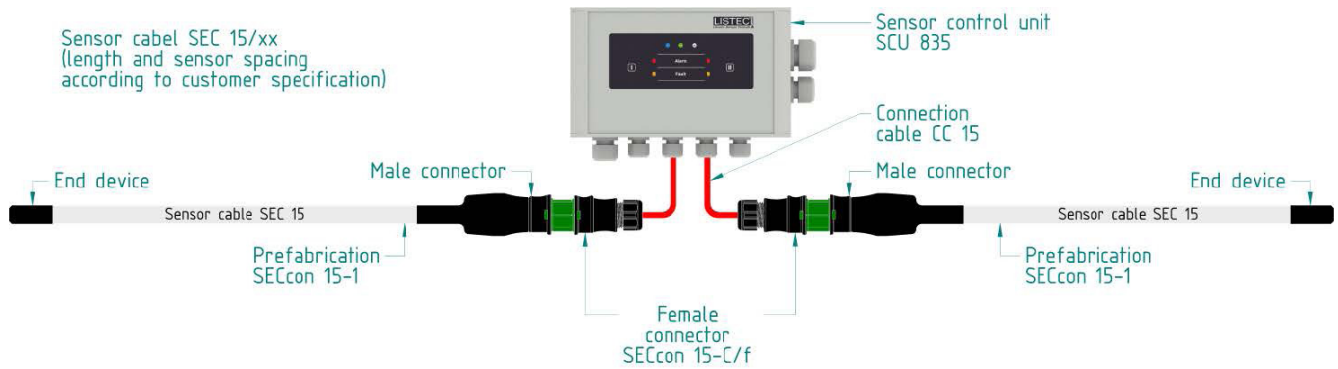 Sensor cabel SEC 15/xx
(length and sensor spacing
according to customer specification)
LISTEC
Alarm
Fault
I
II
Sensor control unit
SCU 835
Connection
cable CC 15
End device
Male connector
Male connector
End device
Sensor cable SEC 15
Sensor cable SEC 15
Prefabrication
SECcon 15-1
Prefabrication
SECcon 15-1
Female
connector
SECcon 15-C/f